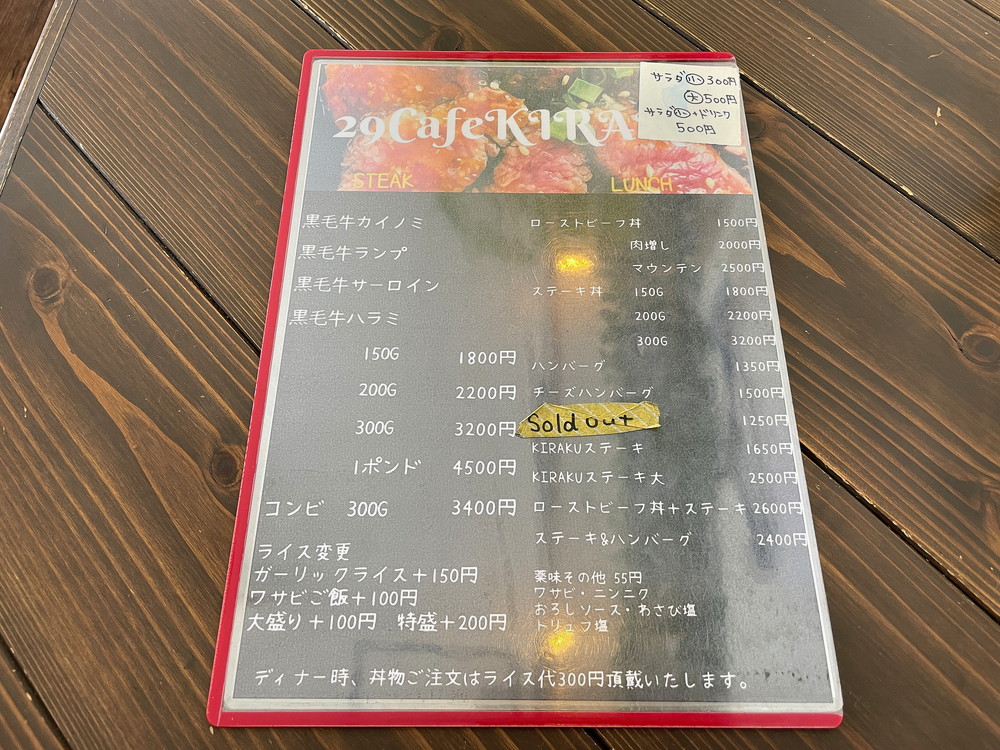 29CafeKIRA
サラダ小300円
大500円
サラダ小+ドリンク
500円
STEAK
黒毛牛カイノミ
黒毛牛ランプ
黒毛牛サーロイン
黒毛牛ハラミ
150G 1800円
200G 2200円
300G 3200円
1ポンド 4500円
コンビ 300G 3400円
ライス変更
ガーリックライス+150円
ワサビご飯+100円
大盛り+100円 特盛+200円
LUNCH
ローストビーフ丼 1500円
肉増し 2000円
マウンテン 2500円
ステーキ丼 150G 1800円
200G 2200円
300G 3200円
ハンバーグ 1350円
チーズハンバーグ 1500円
Sold out 1250円
KIRAKUステーキ 1650円
KIRAKUステーキ大 2500円
ローストビーフ丼+ステーキ 2600円
ステーキ&ハンバーグ 2400円
薬味その他 55円
ワサビ・ニンニク
おろしソース・わさび塩
トリュフ塩
ディナー時、丼物ご注文はライス代300円頂戴いたします。